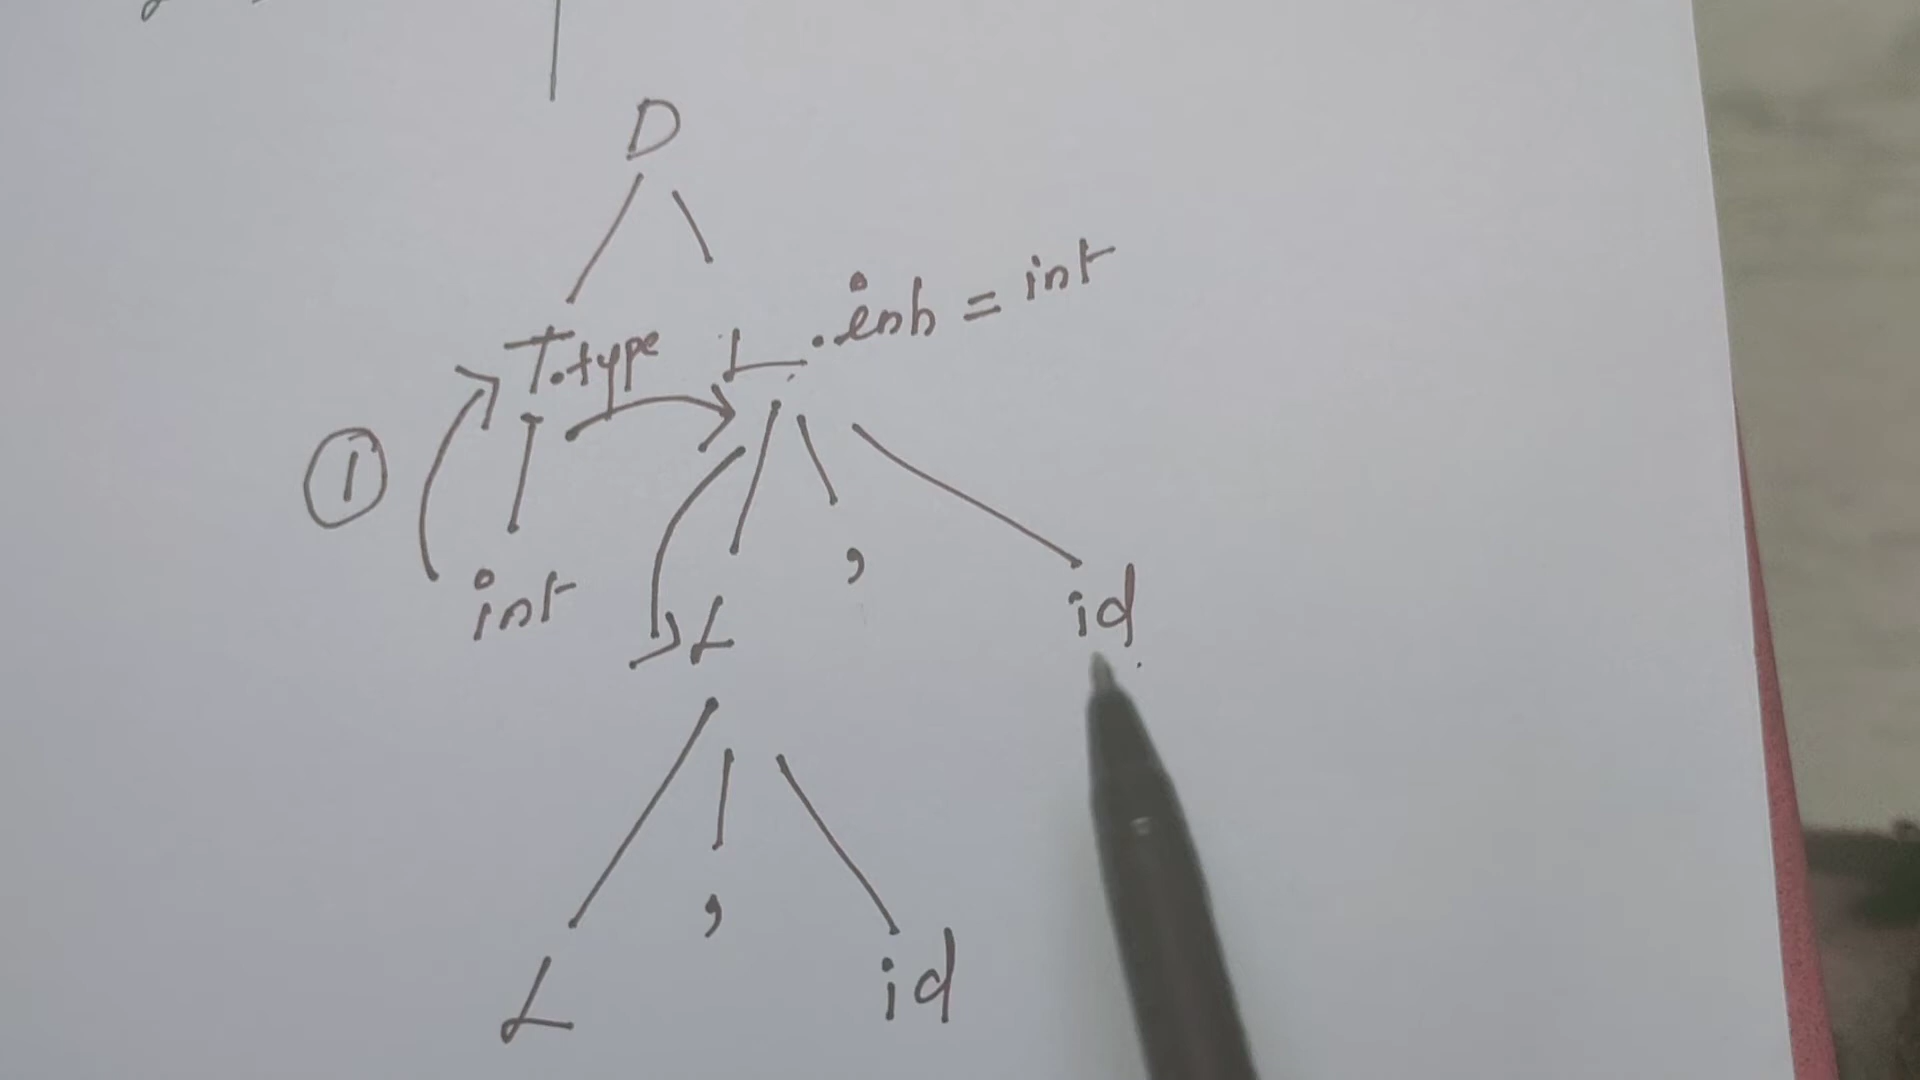 D
T.type L.inh = int
①
int L , id
L , id